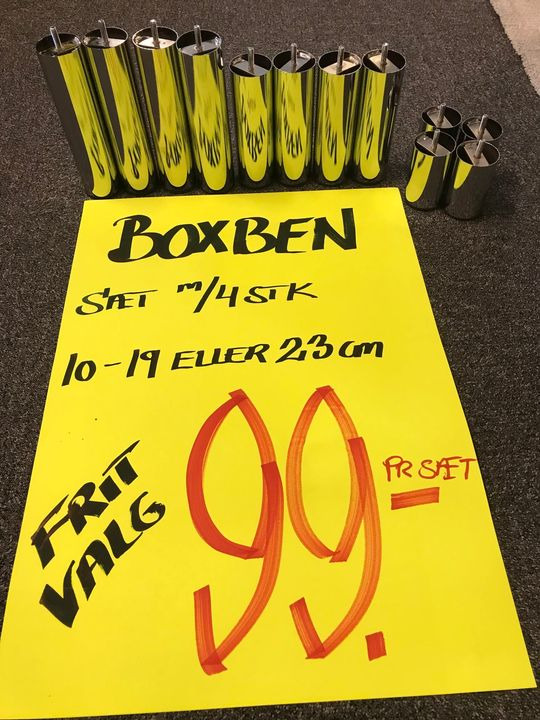 BOXBEN
SÆT m/4 STK
10-19 ELLER 23 cm
FRIT
VALG
99.-
PR SÆT